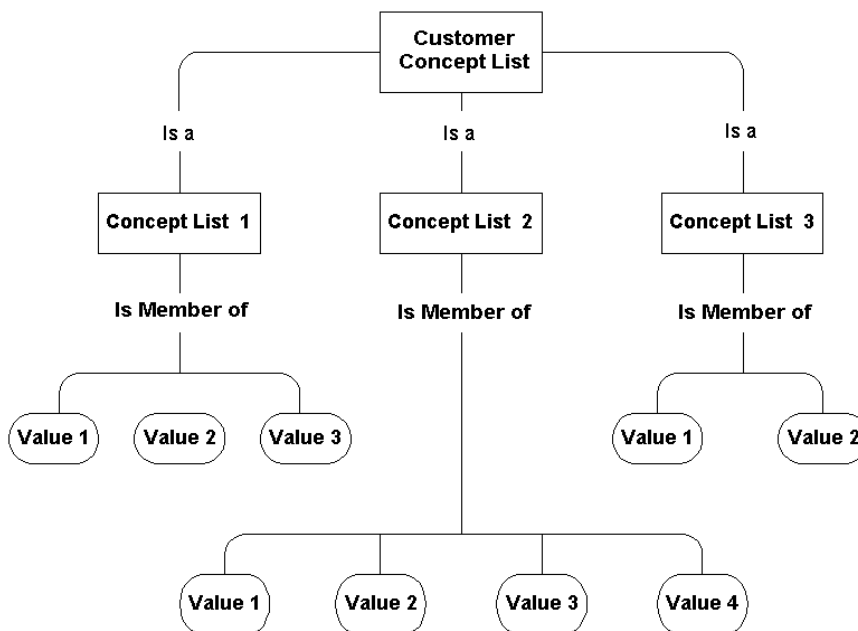 Customer
Concept List
Is a
Is a
Is a
Concept List 1
Concept List 2
Concept List 3
Is Member of
Is Member of
Is Member of
Value 1
Value 2
Value 3
Value 1
Value 2
Value 1
Value 2
Value 3
Value 4